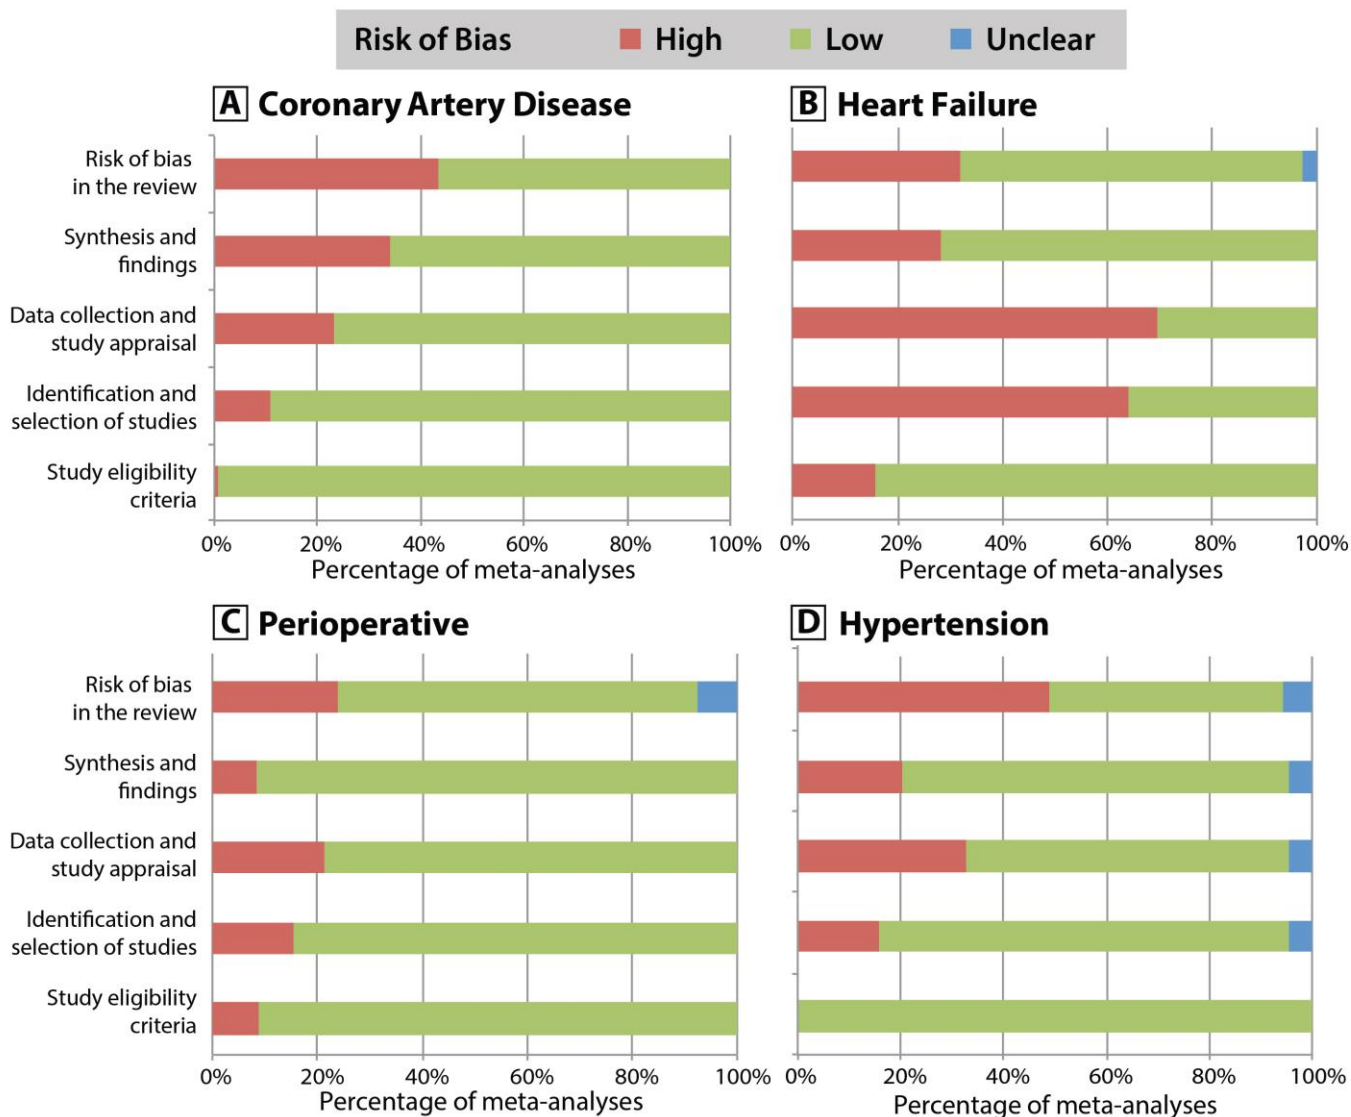 Risk of Bias High Low Unclear
A Coronary Artery Disease
Risk of bias
in the review
Synthesis and
findings
Data collection and
study appraisal
Identification and
selection of studies
Study eligibility
criteria
0% 20% 40% 60% 80% 100%
Percentage of meta-analyses
B Heart Failure
0% 20% 40% 60% 80% 100%
Percentage of meta-analyses
C Perioperative
Risk of bias
in the review
Synthesis and
findings
Data collection and
study appraisal
Identification and
selection of studies
Study eligibility
criteria
0% 20% 40% 60% 80% 100%
Percentage of meta-analyses
D Hypertension
0% 20% 40% 60% 80% 100%
Percentage of meta-analyses